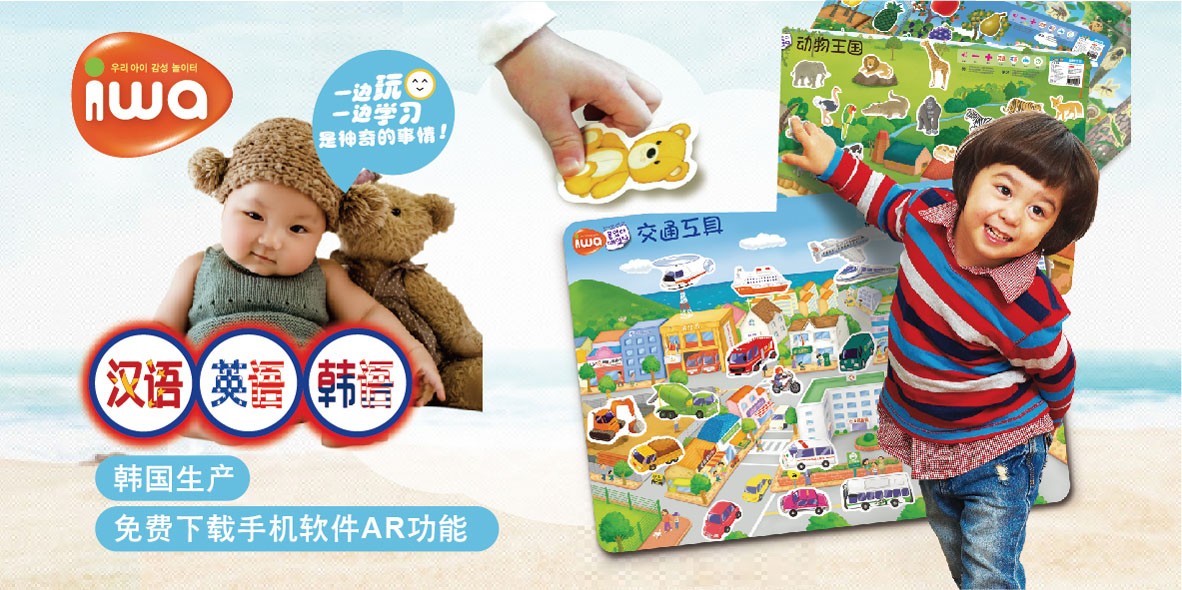 우리 아이 감성 놀이터
iwa
一边玩
一边学习
是神奇的事情!
汉语
英语
韩语
韩国生产
免费下载手机软件AR功能
动物王国
iwa
交通工具